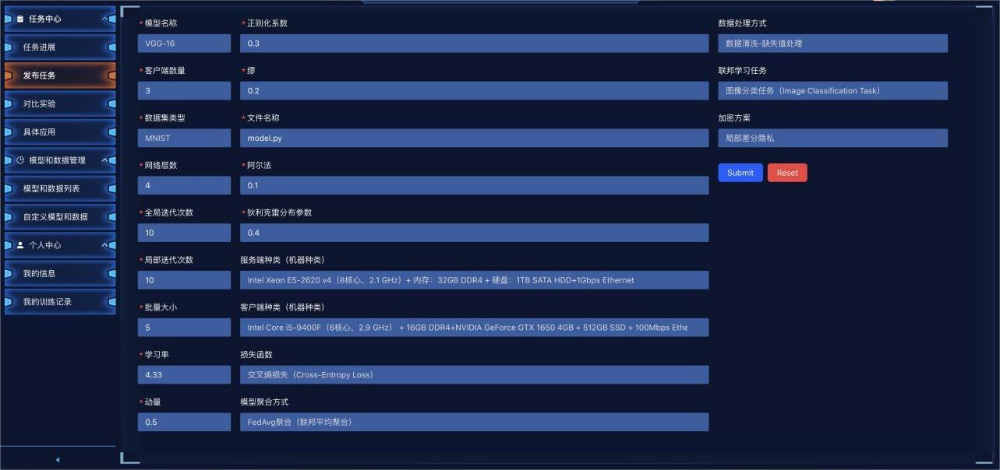 任务中心
任务进展
发布任务
对比实验
具体应用
模型和数据管理
模型和数据列表
自定义模型和数据
个人中心
我的信息
我的训练记录
* 模型名称
VGG-16
* 客户端数量
3
* 数据集类型
MNIST
* 网络层数
4
* 全局迭代次数
10
* 局部迭代次数
10
* 批量大小
5
* 学习率
4.33
* 动量
0.5
* 正则化系数
0.3
* 缪
0.2
* 文件名称
model.py
* 阿尔法
0.1
* 狄利克雷分布参数
0.4
服务端种类（机器种类）
Intel Xeon E5-2620 v4（8核心，2.1 GHz）+ 内存：32GB DDR4 + 硬盘：1TB SATA HDD+1Gbps Ethernet
客户端种类（机器种类）
Intel Core i5-9400F（6核心，2.9 GHz） + 16GB DDR4+NVIDIA GeForce GTX 1650 4GB + 512GB SSD + 100Mbps Ethe
损失函数
交叉熵损失（Cross-Entropy Loss）
模型聚合方式
FedAvg聚合（联邦平均聚合）
数据处理方式
数据清洗-缺失值处理
联邦学习任务
图像分类任务（Image Classification Task）
加密方案
局部差分隐私
Submit Reset